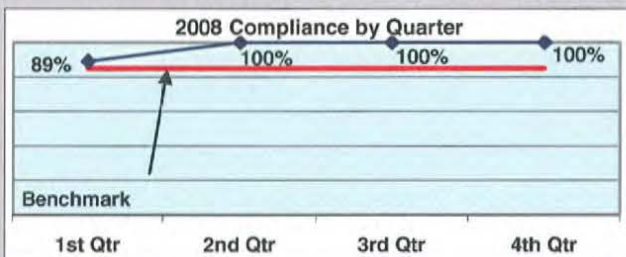 2008 Compliance by Quarter
89%
100%
100%
100%
Benchmark
1st Qtr
2nd Qtr
3rd Qtr
4th Qtr